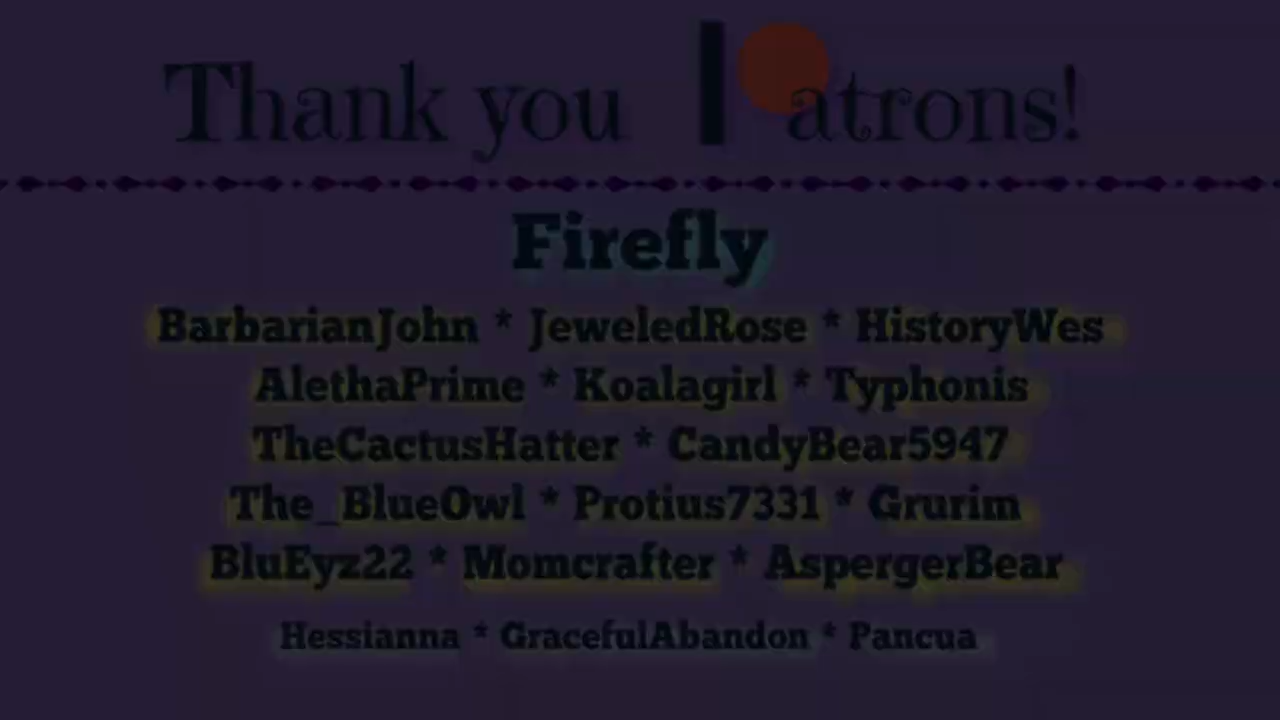 Thank you Patrons!
Firefly
BarbarianJohn * JeweledRose * HistoryWes
AlethaPrime * Koalagirl * Typhonis
TheCactusHatter * CandyBear5947
The_BlueOwl * Protius7331 * Grurim
BluEyz22 * Momcrafter * AspergerBear
Hessianna * GracefulAbandon * Pancua